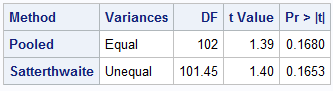 Method Variances DF t Value Pr > |t|
Pooled Equal 102 1.39 0.1680
Satterthwaite Unequal 101.45 1.40 0.1653